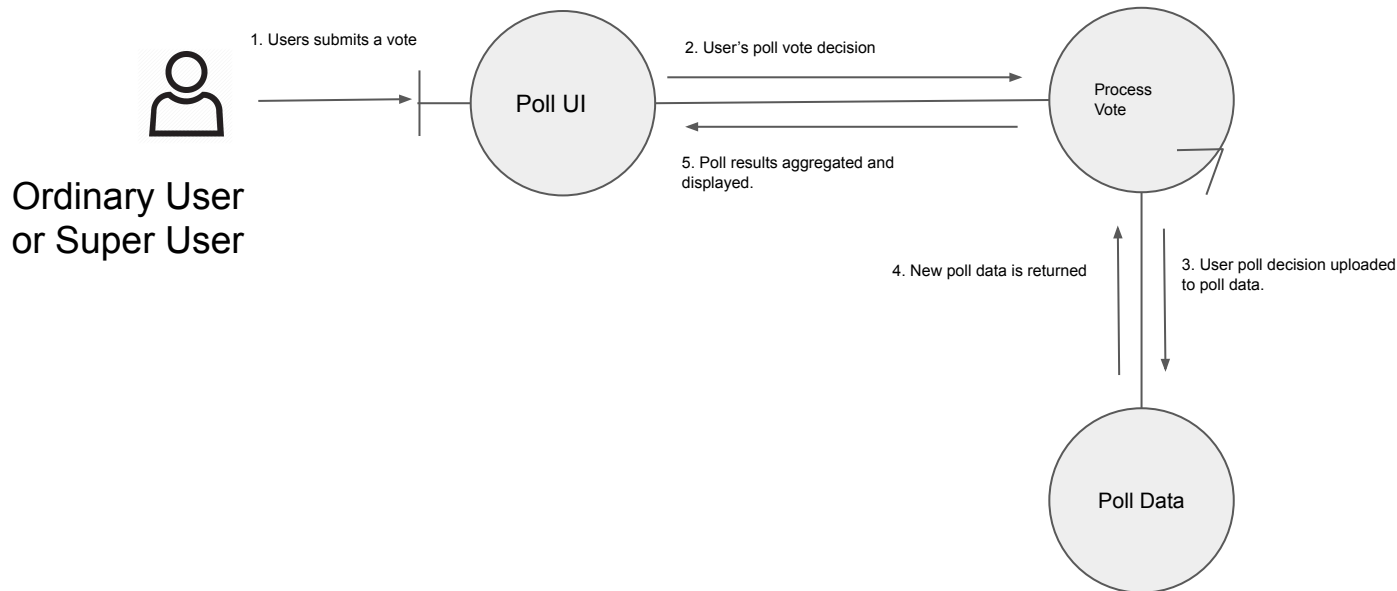 1. Users submits a vote
2. User's poll vote decision
Poll UI
Process
Vote
5. Poll results aggregated and
displayed.
Ordinary User
or Super User
4. New poll data is returned
3. User poll decision uploaded
to poll data.
Poll Data